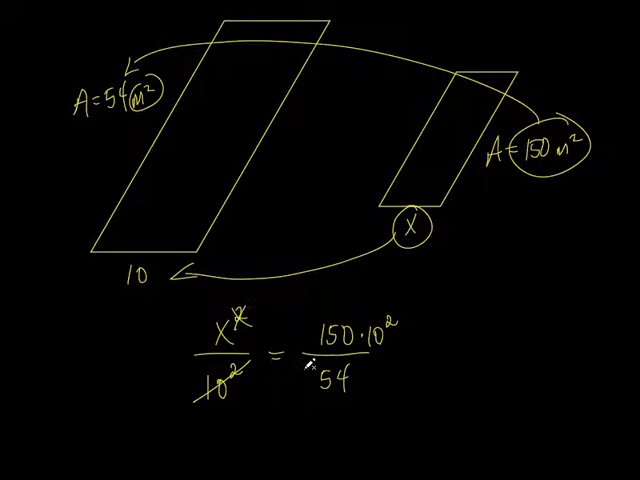 A = 54 m²
A = 150 m²
X
10
X² / 10² = 150 · 10² / 54